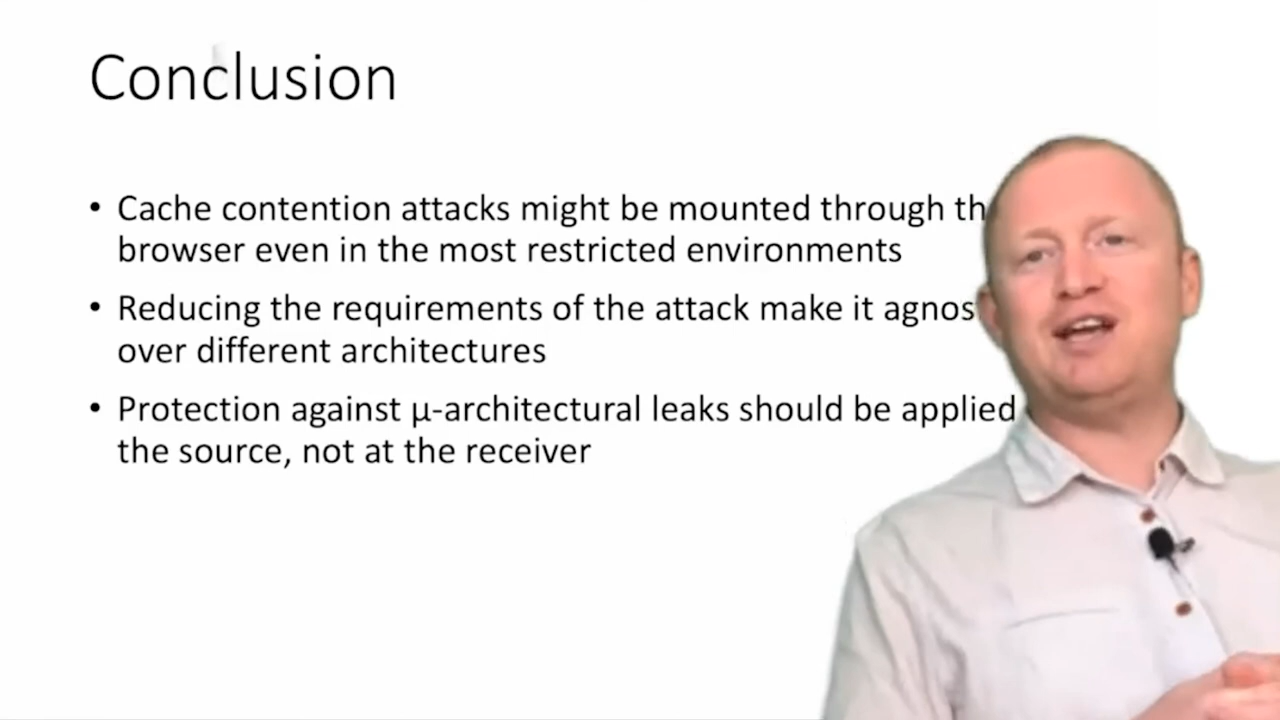 Conclusion
• Cache contention attacks might be mounted through th
browser even in the most restricted environments
• Reducing the requirements of the attack make it agnos
over different architectures
• Protection against μ-architectural leaks should be applied
the source, not at the receiver